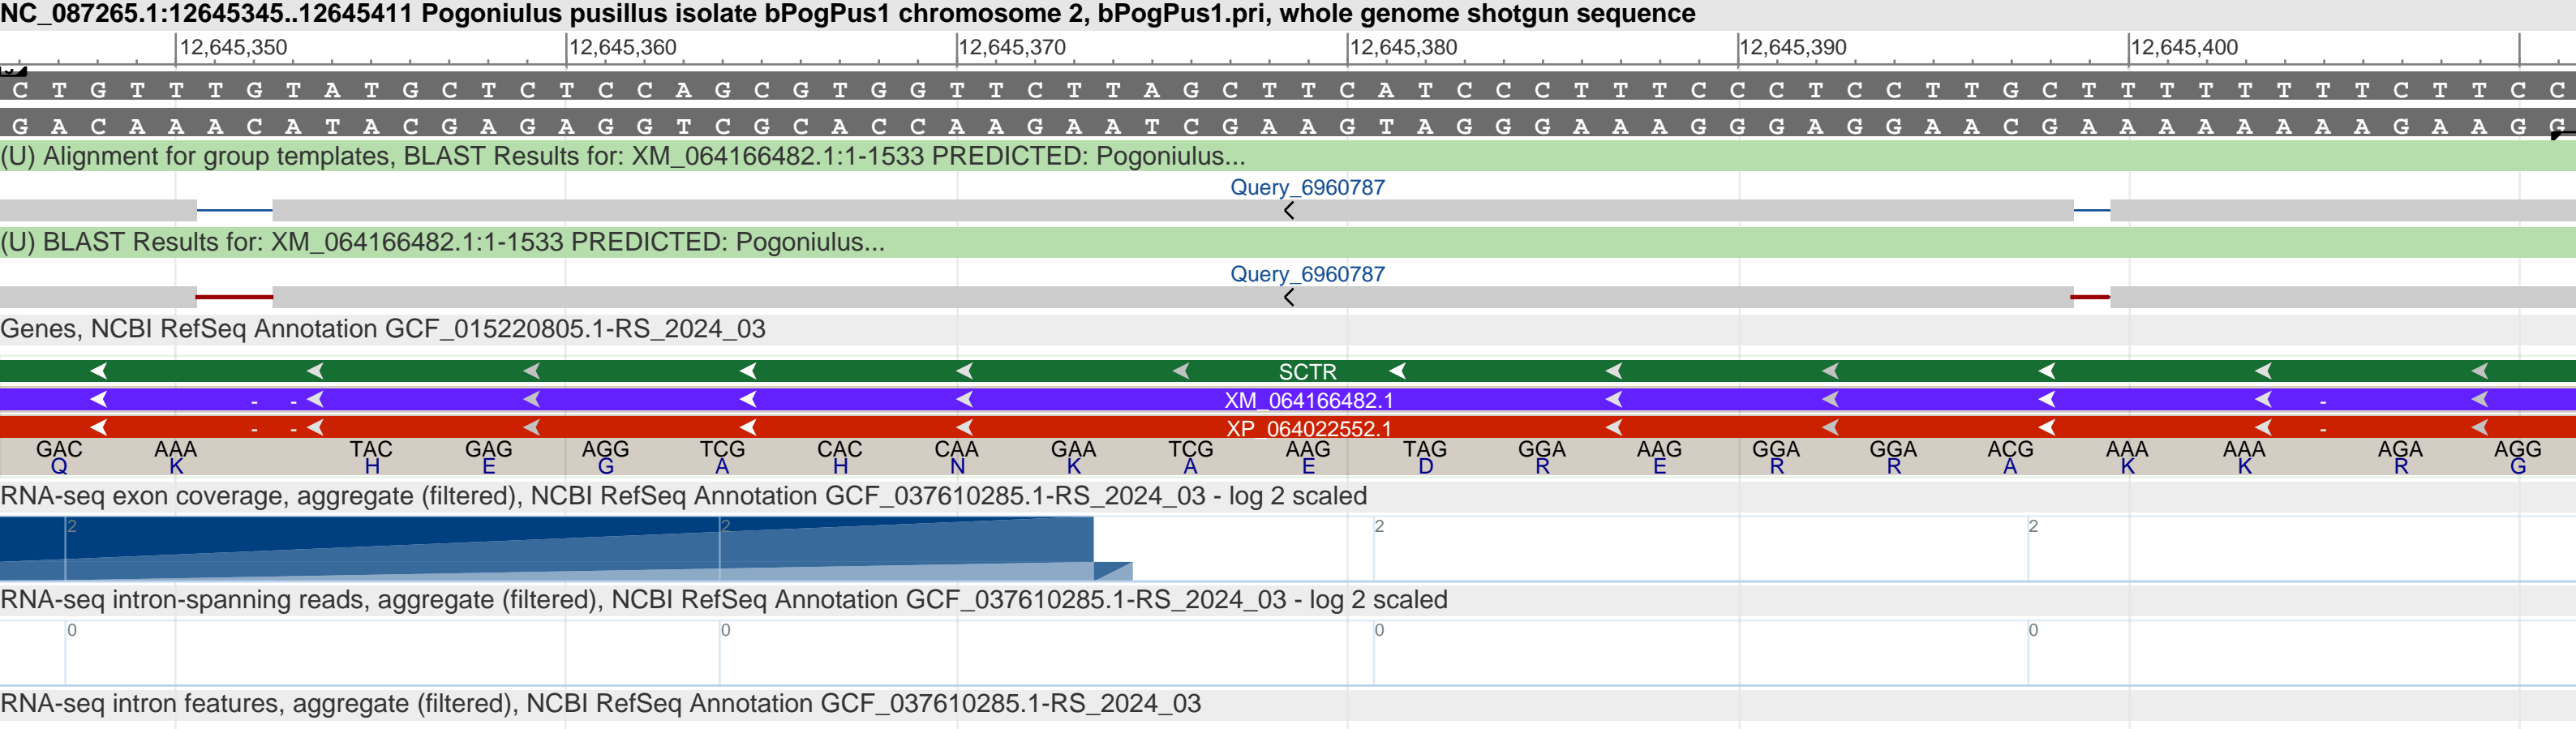 NC_087265.1:12645345..12645411 Pogoniulus pusillus isolate bPogPus1 chromosome 2, bPogPus1.pri, whole genome shotgun sequence
12,645,350 12,645,360 12,645,370 12,645,380 12,645,390 12,645,400
C T G T T T G T A T G C T C T C C A G C G T G G T T C T T A G C T T C A T C C C T T T C C C T C C T T G C T T T T T T T T C T T C C
G A C A A A C A T A C G A G A G G T C G C A C C A A G A A T C G A A G T A G G G A A A G G G A G G A A C G A A A A A A A A G A A G G
(U) Alignment for group templates, BLAST Results for: XM_064166482.1:1-1533 PREDICTED: Pogoniulus...
Query_6960787
(U) BLAST Results for: XM_064166482.1:1-1533 PREDICTED: Pogoniulus...
Query_6960787
Genes, NCBI RefSeq Annotation GCF_015220805.1-RS_2024_03
SCTR
- - XM_064166482.1 -
- - XP_064022552.1 -
GAC AAA TAC GAG AGG TCG CAC CAA GAA TCG AAG TAG GGA AAG GGA GGA ACG AAA AAA AGA AGG
Q K H E G A H N K A E D R E R R A K K R G
RNA-seq exon coverage, aggregate (filtered), NCBI RefSeq Annotation GCF_037610285.1-RS_2024_03 - log 2 scaled
2 2 2 2
RNA-seq intron-spanning reads, aggregate (filtered), NCBI RefSeq Annotation GCF_037610285.1-RS_2024_03 - log 2 scaled
0 0 0 0
RNA-seq intron features, aggregate (filtered), NCBI RefSeq Annotation GCF_037610285.1-RS_2024_03